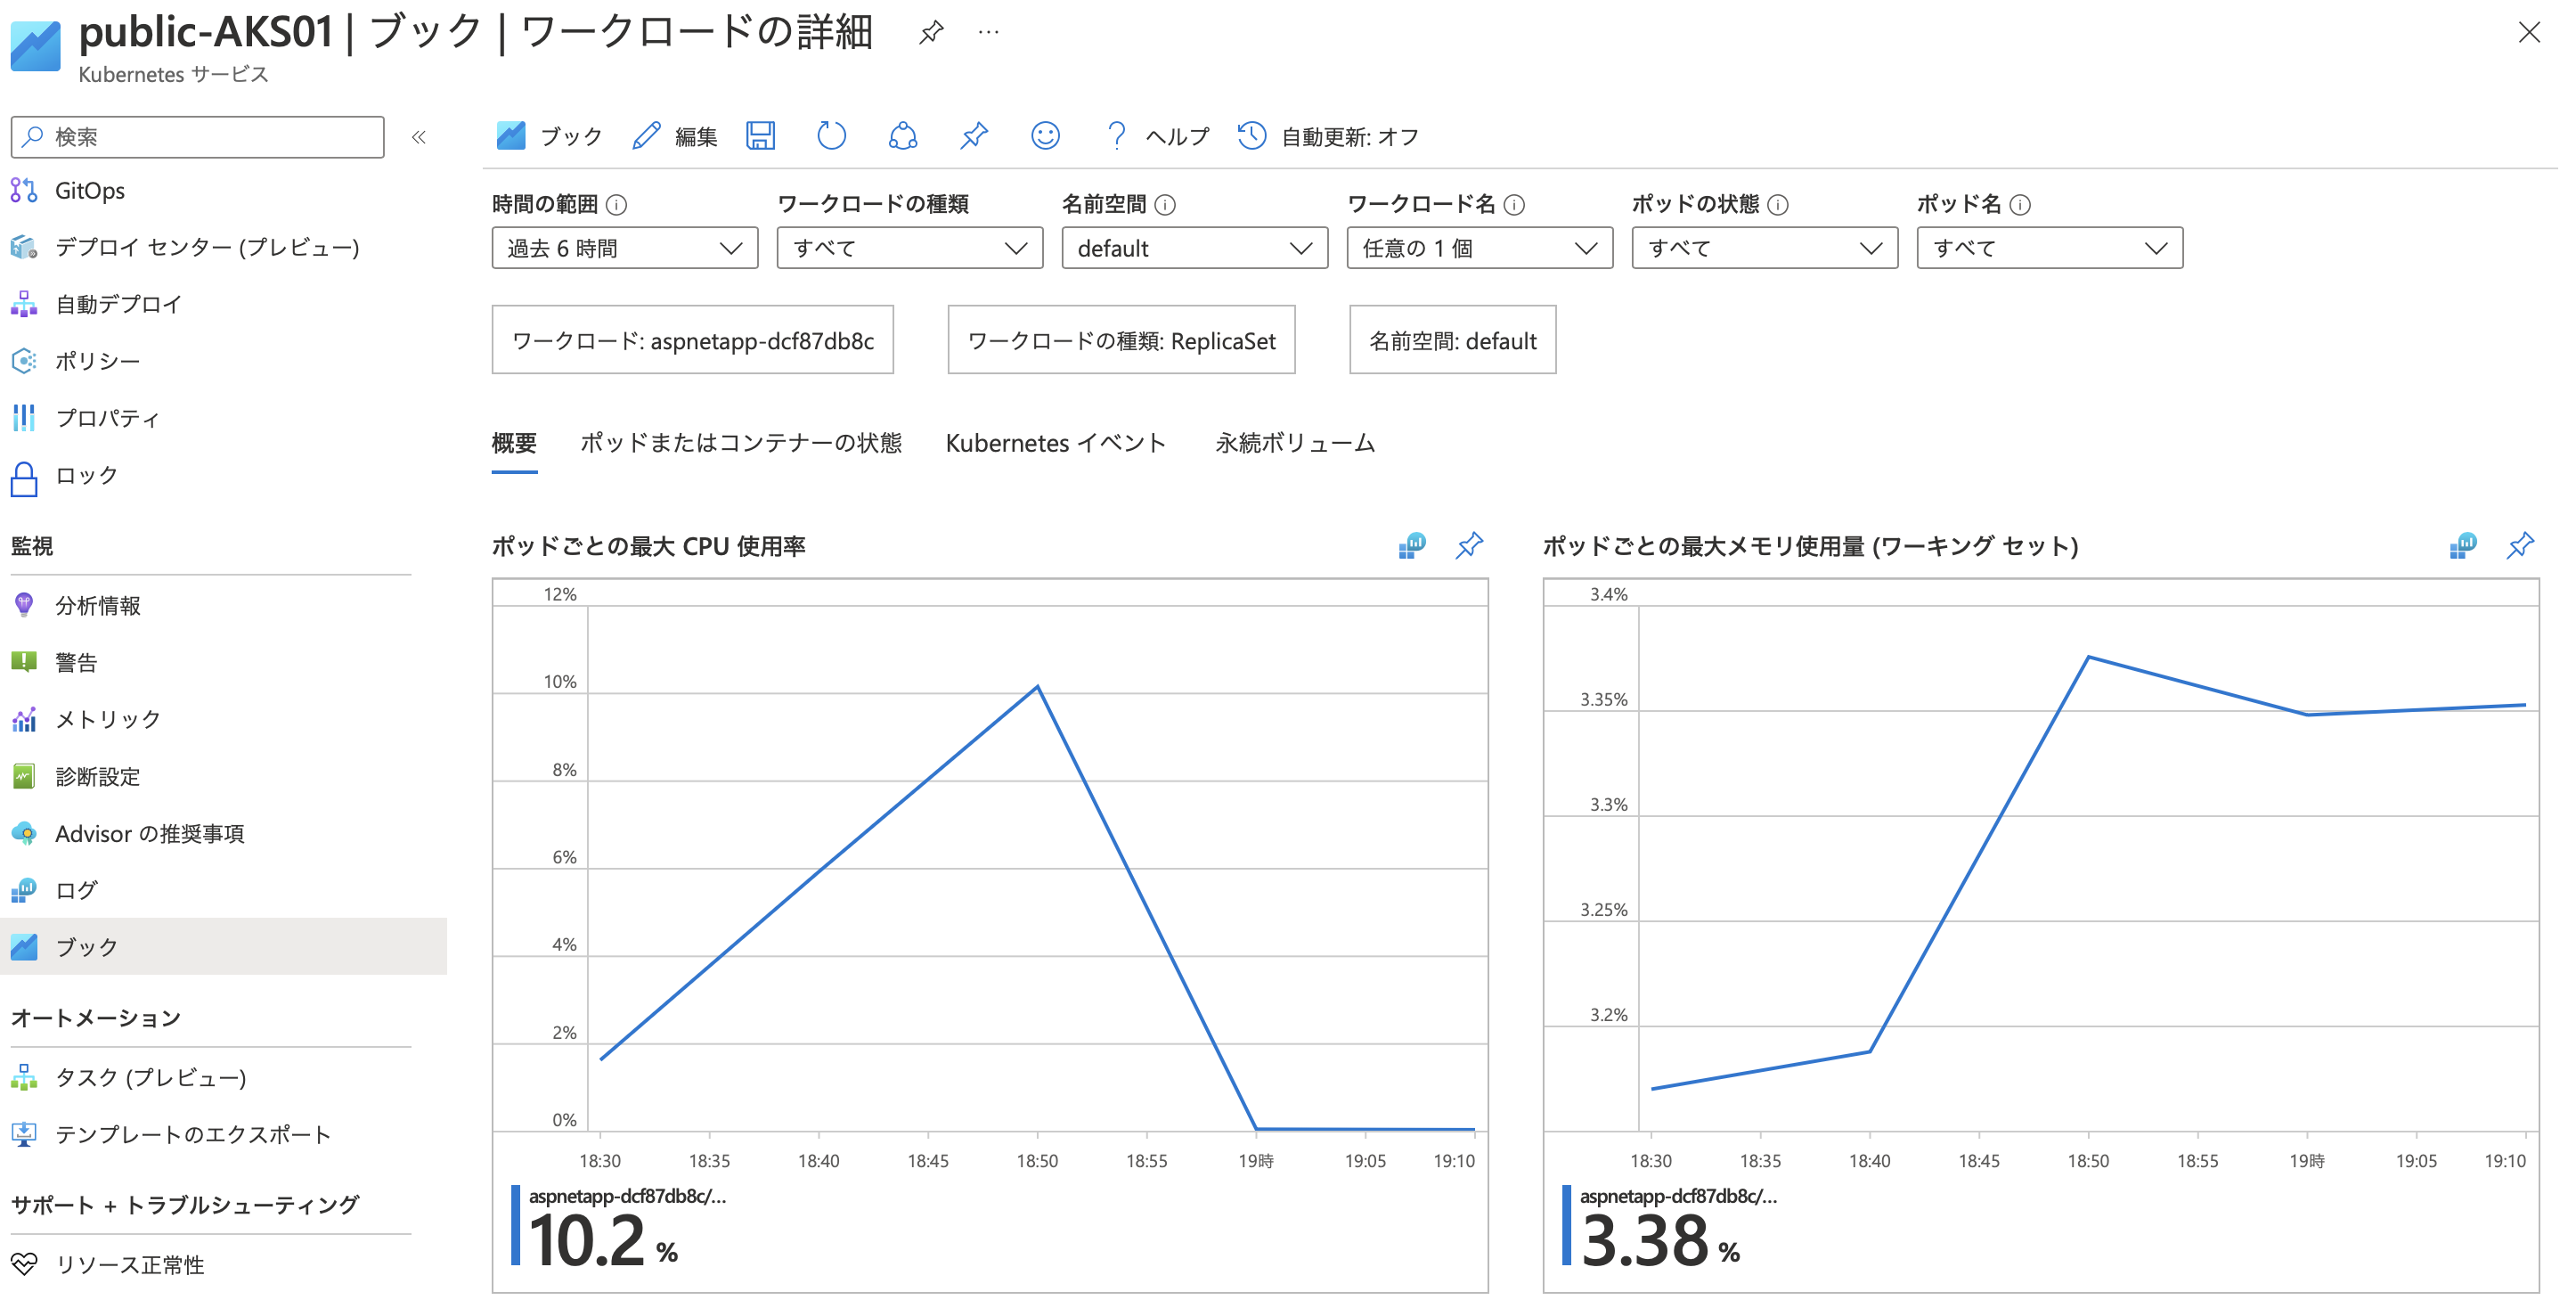 public-AKS01 | ブック | ワークロードの詳細
Kubernetes サービス
検索
GitOps
デプロイ センター (プレビュー)
自動デプロイ
ポリシー
プロパティ
ロック
監視
分析情報
警告
メトリック
診断設定
Advisor の推奨事項
ログ
ブック
オートメーション
タスク (プレビュー)
テンプレートのエクスポート
サポート + トラブルシューティング
リソース正常性
ブック 編集 ヘルプ 自動更新: オフ
時間の範囲 ワークロードの種類 名前空間 ワークロード名 ポッドの状態 ポッド名
過去 6 時間 すべて default 任意の 1 個 すべて すべて
ワークロード: aspnetapp-dcf87db8c ワークロードの種類: ReplicaSet 名前空間: default
概要 ポッドまたはコンテナーの状態 Kubernetes イベント 永続ボリューム
ポッドごとの最大 CPU 使用率
12%
10%
8%
6%
4%
2%
0%
18:30 18:35 18:40 18:45 18:50 18:55 19時 19:05 19:10
aspnetapp-dcf87db8c/...
10.2 %
ポッドごとの最大メモリ使用量 (ワーキング セット)
3.4%
3.35%
3.3%
3.25%
3.2%
18:30 18:35 18:40 18:45 18:50 18:55 19時 19:05 19:10
aspnetapp-dcf87db8c/...
3.38 %